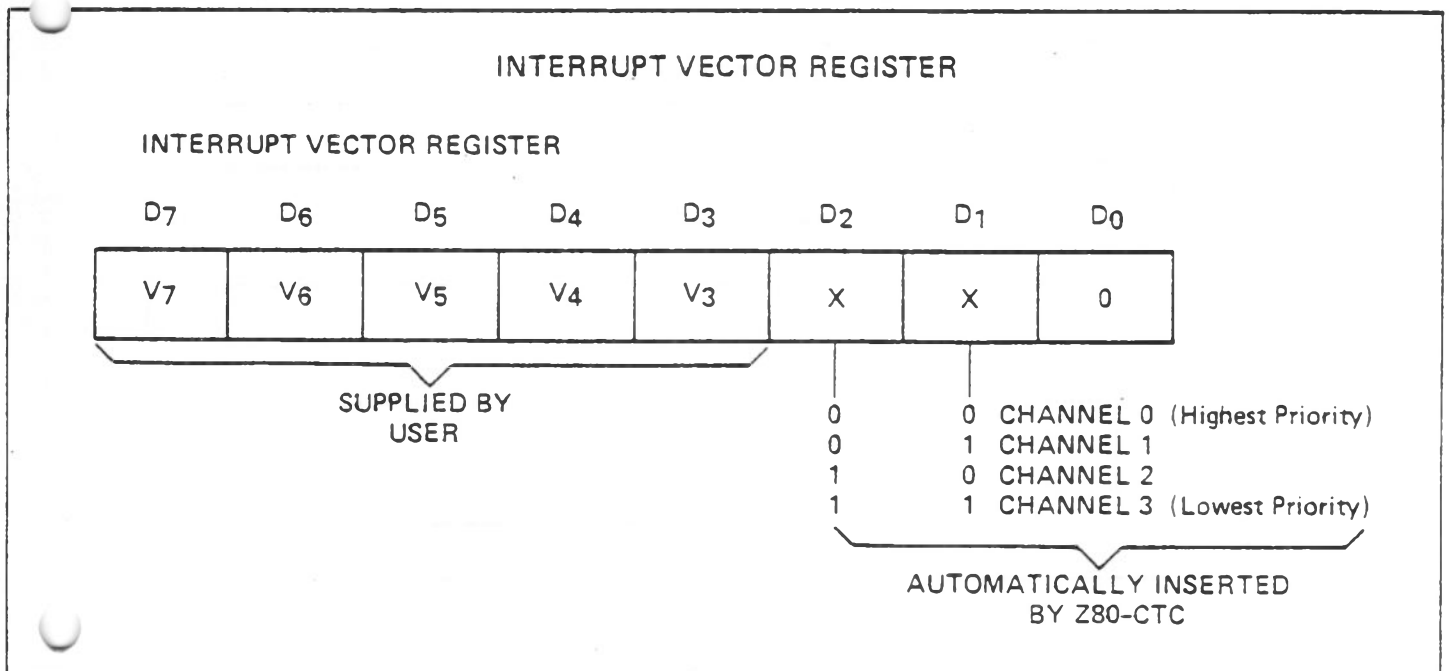 INTERRUPT VECTOR REGISTER
INTERRUPT VECTOR REGISTER
D7 D6 D5 D4 D3 D2 D1 D0
V7 V6 V5 V4 V3 X X 0
SUPPLIED BY
USER
0 0 CHANNEL 0 (Highest Priority)
0 1 CHANNEL 1
1 0 CHANNEL 2
1 1 CHANNEL 3 (Lowest Priority)
AUTOMATICALLY INSERTED
BY Z80-CTC